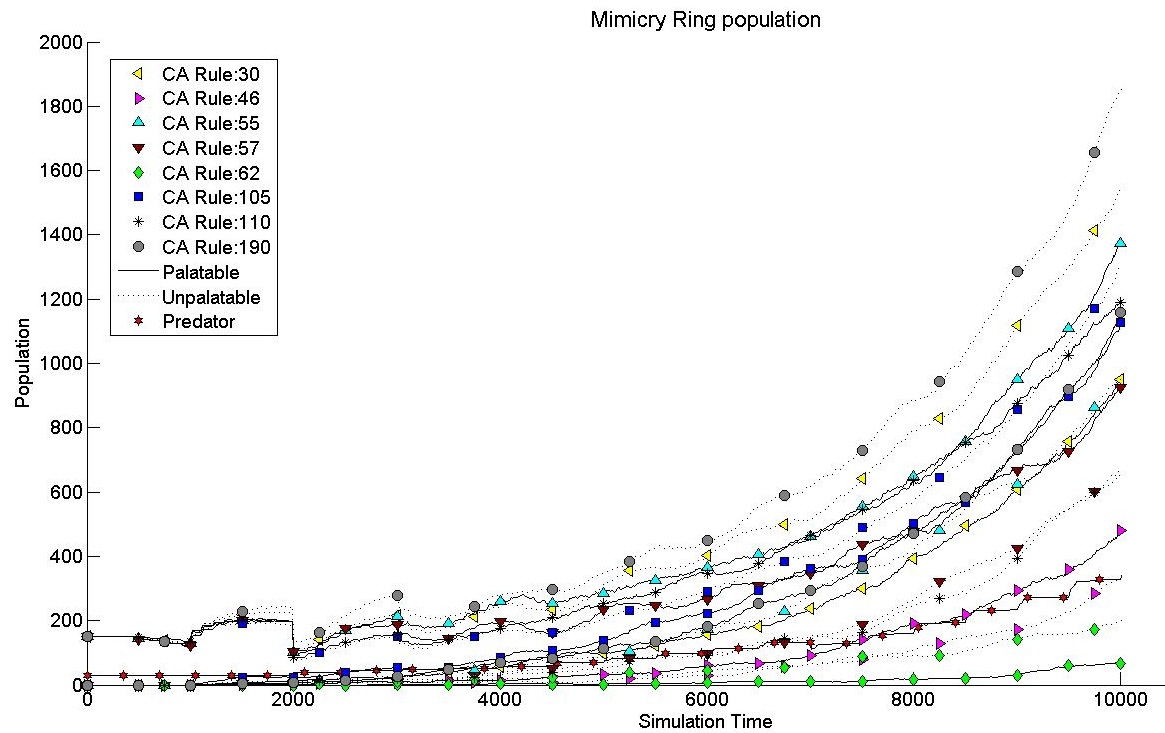 Mimicry Ring population
2000
1800
1600
1400
1200
1000
800
600
400
200
0
Population
CA Rule:30
CA Rule:46
CA Rule:55
CA Rule:57
CA Rule:62
CA Rule:105
CA Rule:110
CA Rule:190
Palatable
Unpalatable
Predator
0 2000 4000 6000 8000 10000
Simulation Time